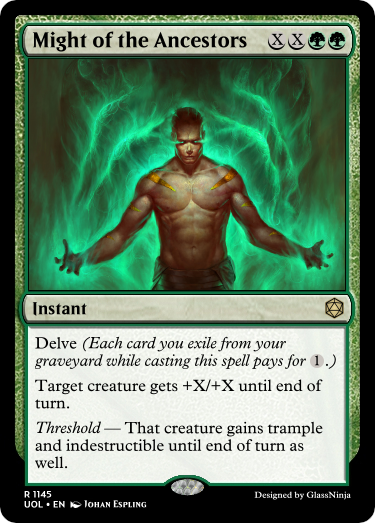 Might of the Ancestors X X
Instant
Delve (Each card you exile from your
graveyard while casting this spell pays for 1.)
Target creature gets +X/+X until end of
turn.
Threshold — That creature gains trample
and indestructible until end of turn as
well.
R 1145
UOL • EN Johan Espling
Designed by GlassNinja